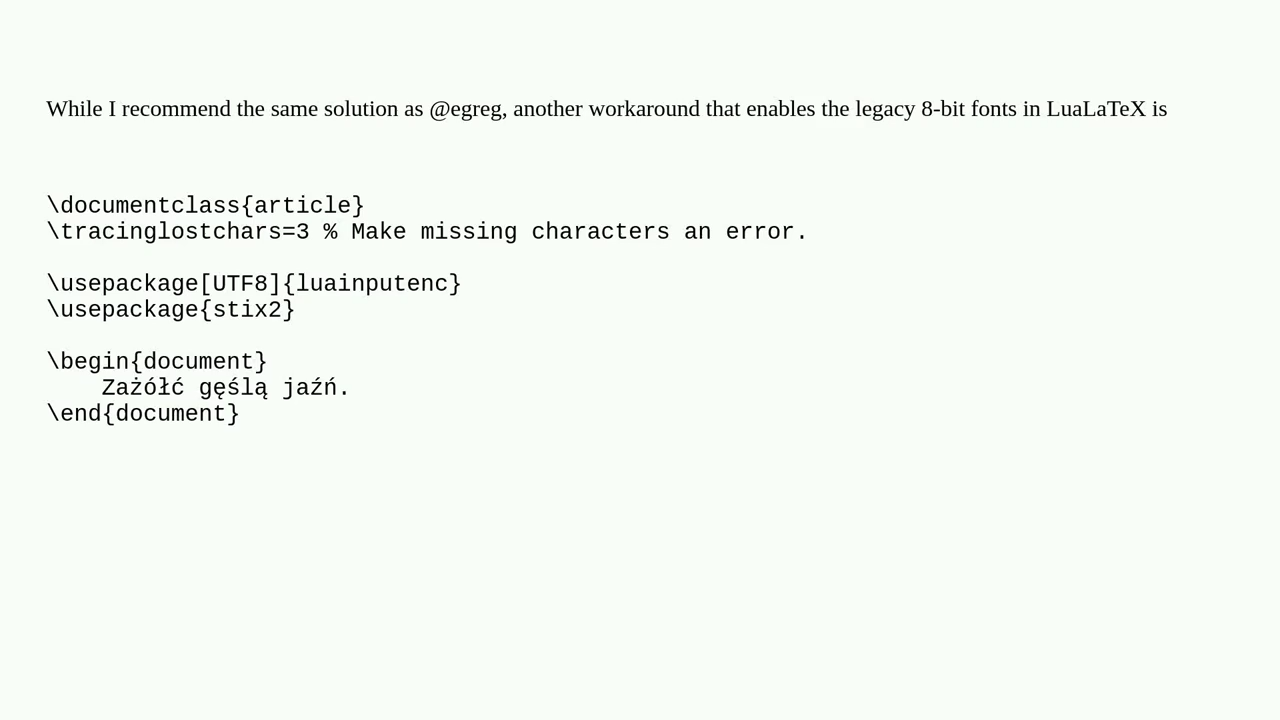 While I recommend the same solution as @egreg, another workaround that enables the legacy 8-bit fonts in LuaLaTeX is
\documentclass{article}
\tracinglostchars=3 % Make missing characters an error.
\usepackage[UTF8]{luainputenc}
\usepackage{stix2}
\begin{document}
    Zażółć gęślą jaźń.
\end{document}